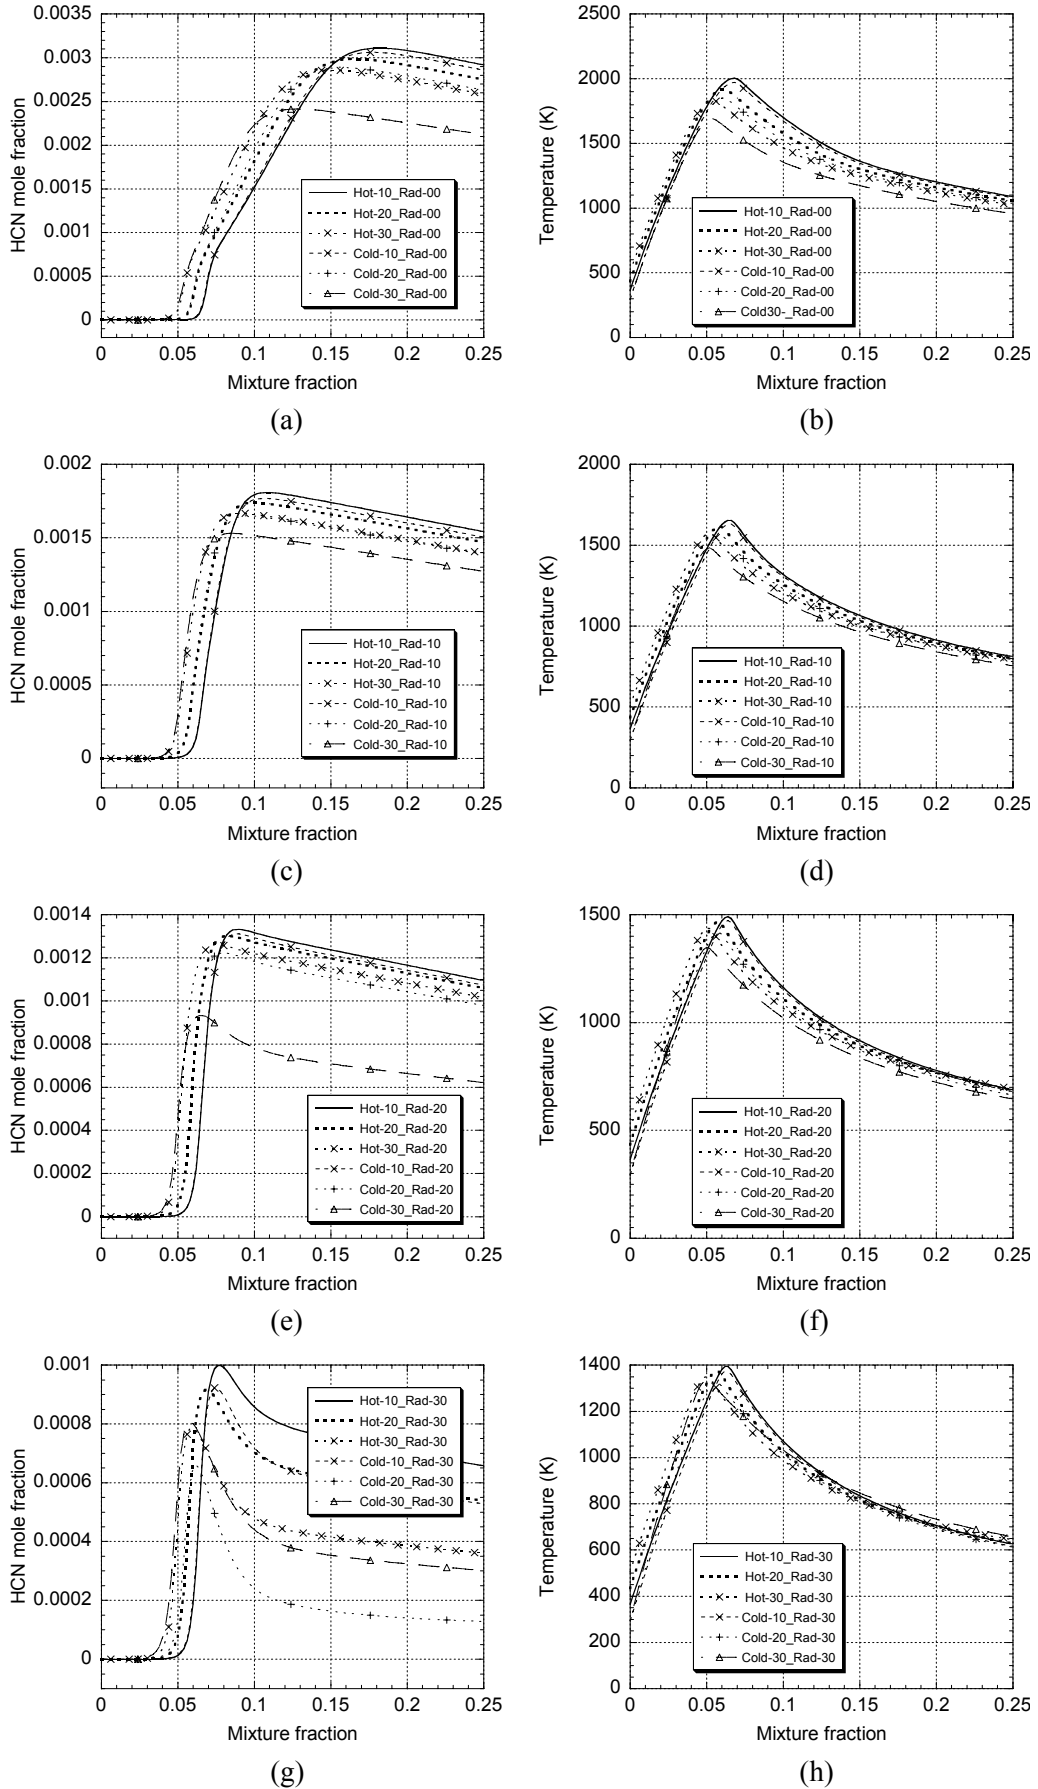 0.0035
0.003
0.0025
0.002
0.0015
0.001
0.0005
0
HCN mole fraction
Hot-10_Rad-00
Hot-20_Rad-00
Hot-30_Rad-00
Cold-10_Rad-00
Cold-20_Rad-00
Cold-30_Rad-00
0 0.05 0.1 0.15 0.2 0.25
Mixture fraction
(a)
2500
2000
1500
1000
500
0
Temperature (K)
Hot-10_Rad-00
Hot-20_Rad-00
Hot-30_Rad-00
Cold-10_Rad-00
Cold-20_Rad-00
Cold30-_Rad-00
0 0.05 0.1 0.15 0.2 0.25
Mixture fraction
(b)
0.002
0.0015
0.001
0.0005
0
HCN mole fraction
Hot-10_Rad-10
Hot-20_Rad-10
Hot-30_Rad-10
Cold-10_Rad-10
Cold-20_Rad-10
Cold-30_Rad-10
0 0.05 0.1 0.15 0.2 0.25
Mixture fraction
(c)
2000
1500
1000
500
0
Temperature (K)
Hot-10_Rad-10
Hot-20_Rad-10
Hot-30_Rad-10
Cold-10_Rad-10
Cold-20_Rad-10
Cold-30_Rad-10
0 0.05 0.1 0.15 0.2 0.25
Mixture fraction
(d)
0.0014
0.0012
0.001
0.0008
0.0006
0.0004
0.0002
0
HCN mole fraction
Hot-10_Rad-20
Hot-20_Rad-20
Hot-30_Rad-20
Cold-10_Rad-20
Cold-20_Rad-20
Cold-30_Rad-20
0 0.05 0.1 0.15 0.2 0.25
Mixture fraction
(e)
1500
1000
500
0
Temperature (K)
Hot-10_Rad-20
Hot-20_Rad-20
Hot-30_Rad-20
Cold-10_Rad-20
Cold-20_Rad-20
Cold-30_Rad-20
0 0.05 0.1 0.15 0.2 0.25
Mixture fraction
(f)
0.001
0.0008
0.0006
0.0004
0.0002
0
HCN mole fraction
Hot-10_Rad-30
Hot-20_Rad-30
Hot-30_Rad-30
Cold-10_Rad-30
Cold-20_Rad-30
Cold-30_Rad-30
0 0.05 0.1 0.15 0.2 0.25
Mixture fraction
(g)
1400
1200
1000
800
600
400
200
0
Temperature (K)
Hot-10_Rad-30
Hot-20_Rad-30
Hot-30_Rad-30
Cold-10_Rad-30
Cold-20_Rad-30
Cold-30_Rad-30
0 0.05 0.1 0.15 0.2 0.25
Mixture fraction
(h)